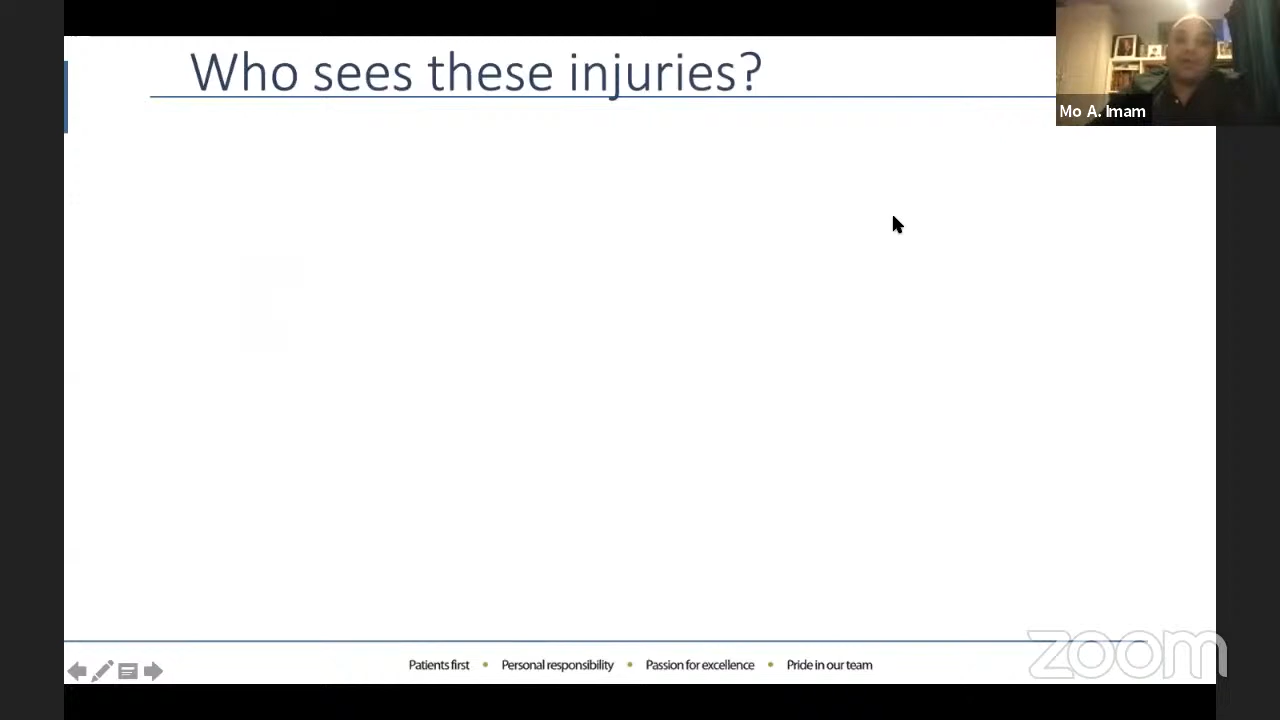 Who sees these injuries?
Mo A. Imam
Patients first • Personal responsibility • Passion for excellence • Pride in our team
zoom